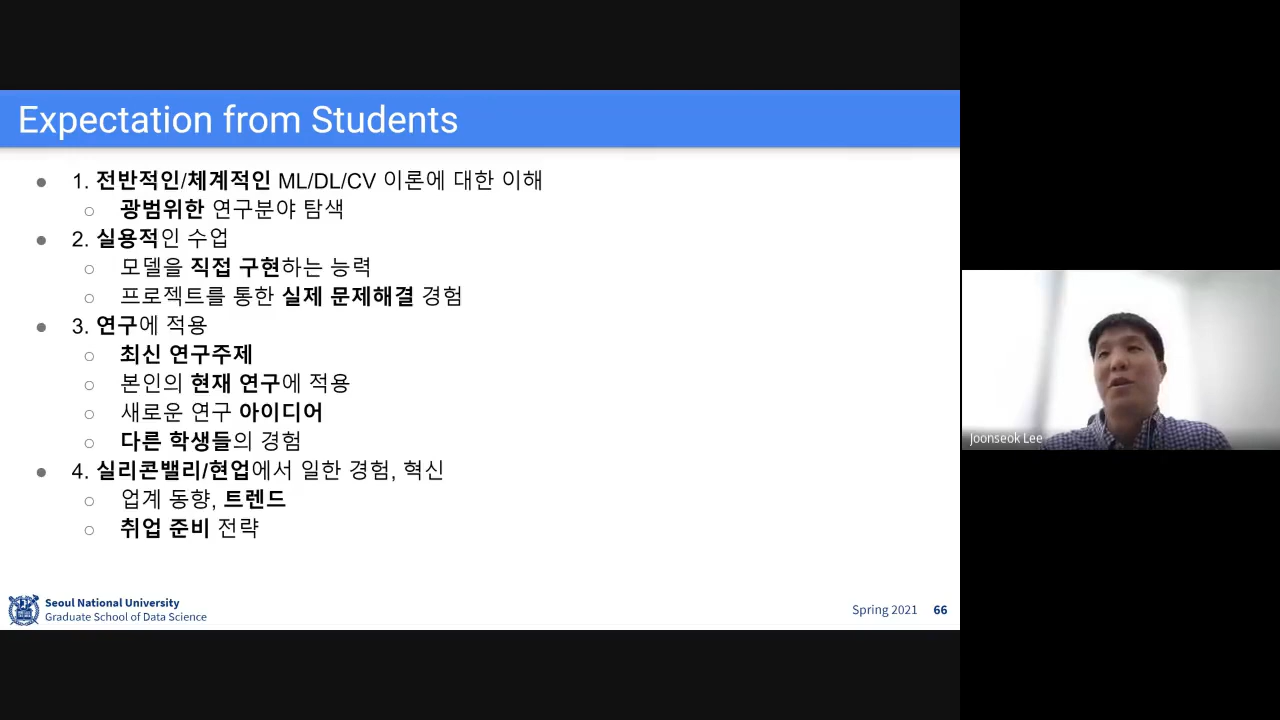 Expectation from Students
● 1. 전반적인/체계적인 ML/DL/CV 이론에 대한 이해
○ 광범위한 연구분야 탐색
● 2. 실용적인 수업
○ 모델을 직접 구현하는 능력
○ 프로젝트를 통한 실제 문제해결 경험
● 3. 연구에 적용
○ 최신 연구주제
○ 본인의 현재 연구에 적용
○ 새로운 연구 아이디어
○ 다른 학생들의 경험
● 4. 실리콘밸리/현업에서 일한 경험, 혁신
○ 업계 동향, 트렌드
○ 취업 준비 전략
Seoul National University
Graduate School of Data Science
Spring 2021 66
Joonseok Lee